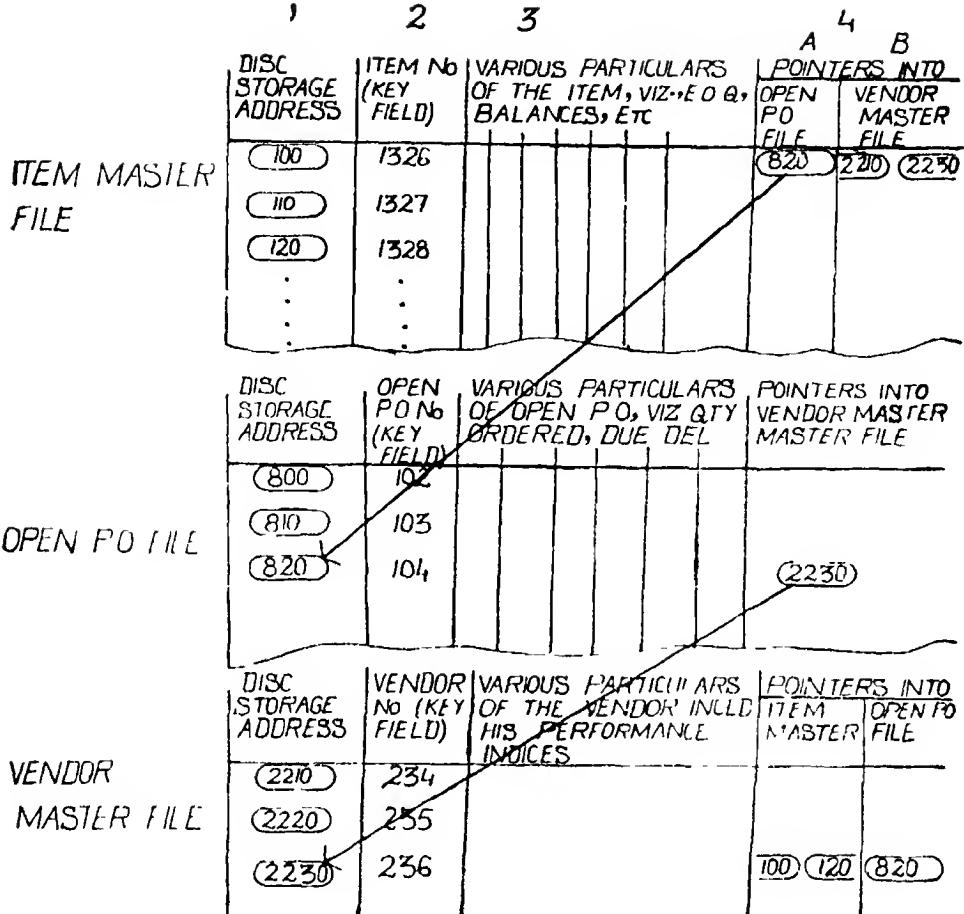 1 2 3 4
A B
DISC STORAGE ADDRESS
ITEM No (KEY FIELD)
VARIOUS PARTICULARS OF THE ITEM, VIZ., E O Q, BALANCES, ETC
POINTERS INTO
OPEN PO FILE
VENDOR MASTER FILE
ITEM MASTER FILE
100 1326 820 2210 2230
110 1327
120 1328
DISC STORAGE ADDRESS
OPEN P O No (KEY FIELD)
VARIOUS PARTICULARS OF OPEN P O, VIZ QTY ORDERED, DUE DEL
POINTERS INTO VENDOR MASTER MASTER FILE
OPEN PO FILE
800 102
810 103
820 104 2230
DISC STORAGE ADDRESS
VENDOR No (KEY FIELD)
VARIOUS PARTICULARS OF THE VENDOR INCLD HIS PERFORMANCE INDICES
POINTERS INTO
ITEM MASTER
OPEN PO FILE
VENDOR MASTER FILE
2210 234
2220 235
2230 236 100 120 820